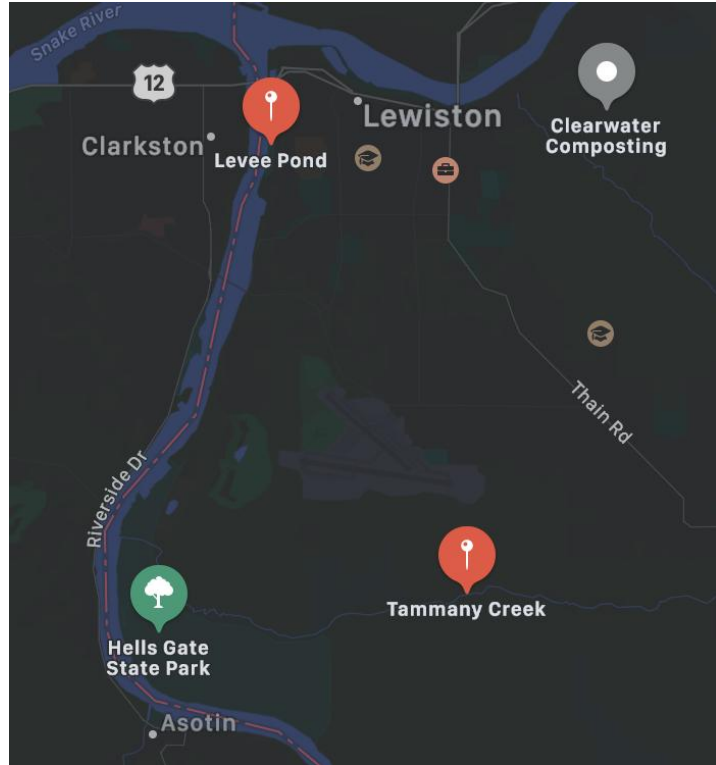 Snake River
12
Lewiston
Clarkston
Levee Pond
Clearwater
Composting
Thain Rd
Riverside Dr
Tammany Creek
Hells Gate
State Park
Asotin